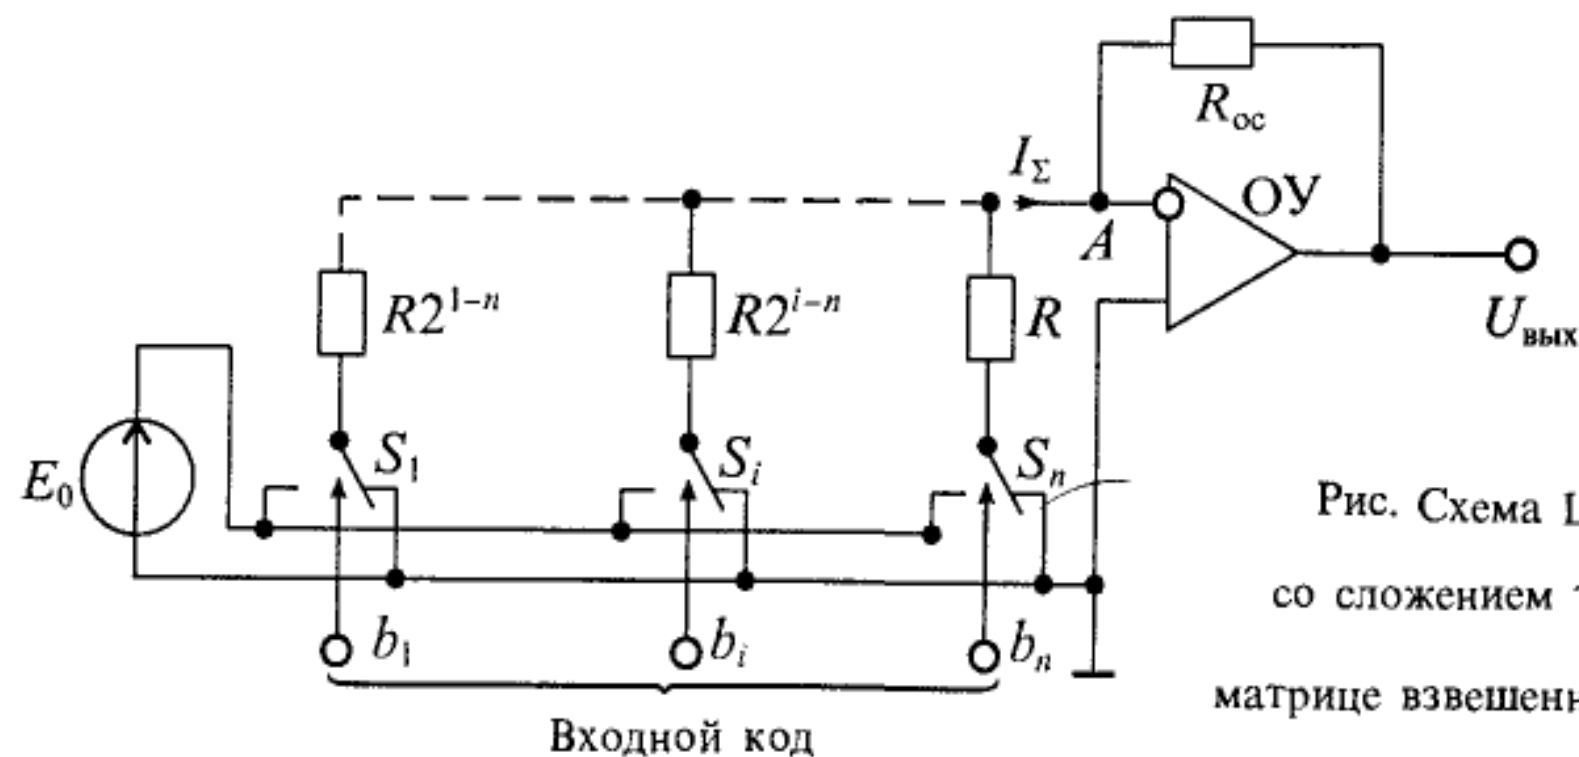 R_ос
I_Σ
ОУ
A
R2^{1−n}
R2^{i−n}
R
U_вых
E_0
S_1
S_i
S_n
Рис. Схема
со сложением
матрице
b_1
b_i
b_n
Входной код